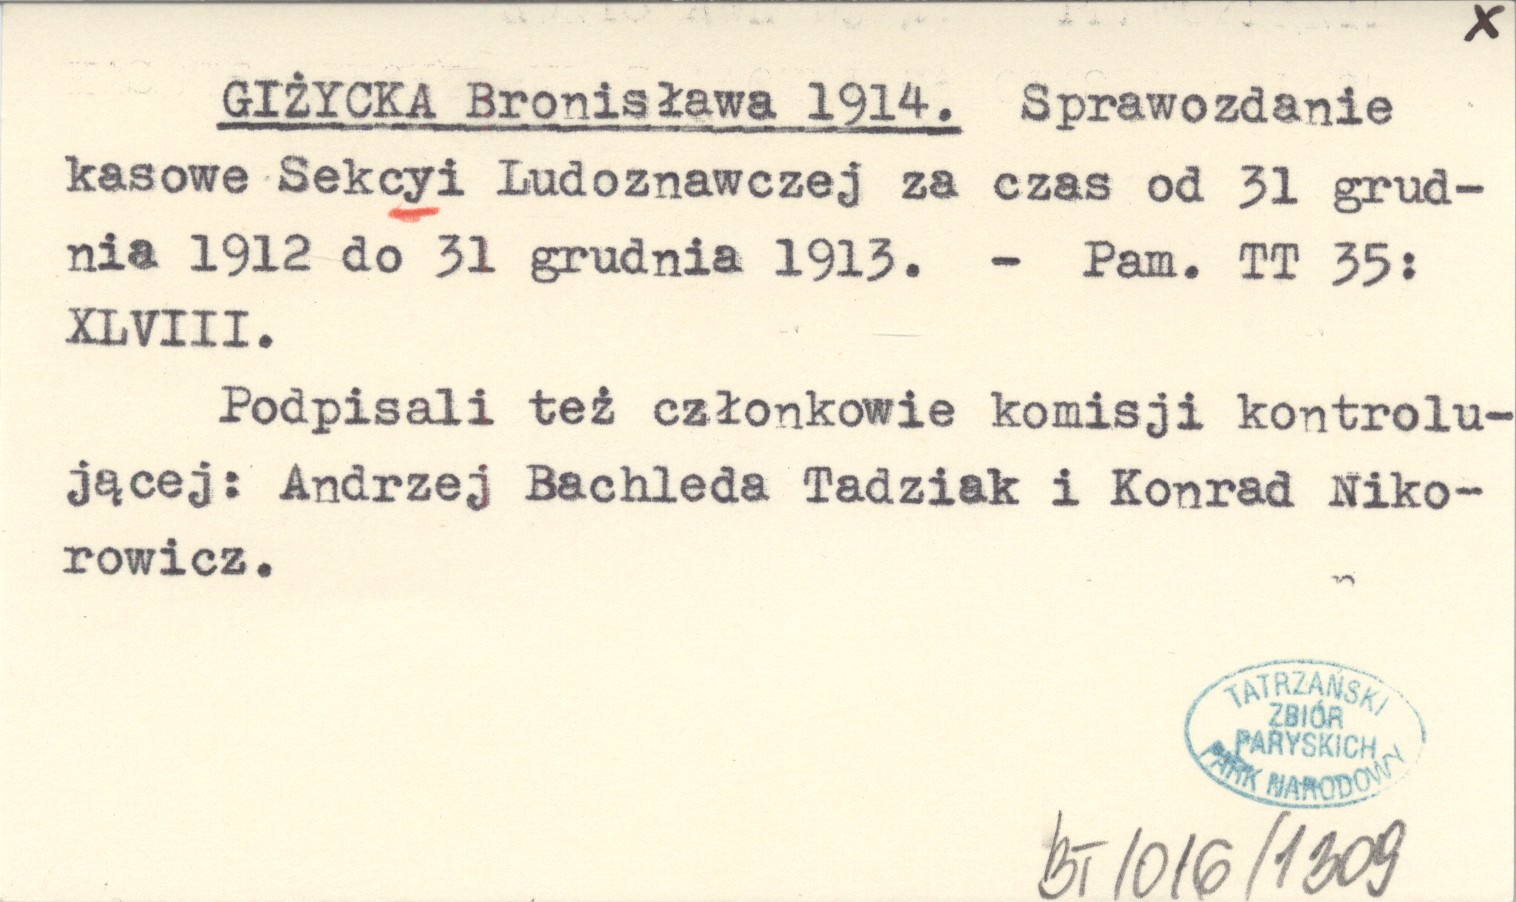 x
GIŻYCKA Bronisława 1914. Sprawozdanie
kasowe Sekcyi Ludoznawczej za czas od 31 grud-
nia 1912 do 31 grudnia 1913. - Pam. TT 35:
XLVIII.
Podpisali też członkowie komisji kontrolu-
jącej: Andrzej Bachleda Tadziak i Konrad Niko-
rowicz.
TATRZAŃSKI
ZBIÓR
PARYSKICH
PARK NARODOWY
BT/016/1309